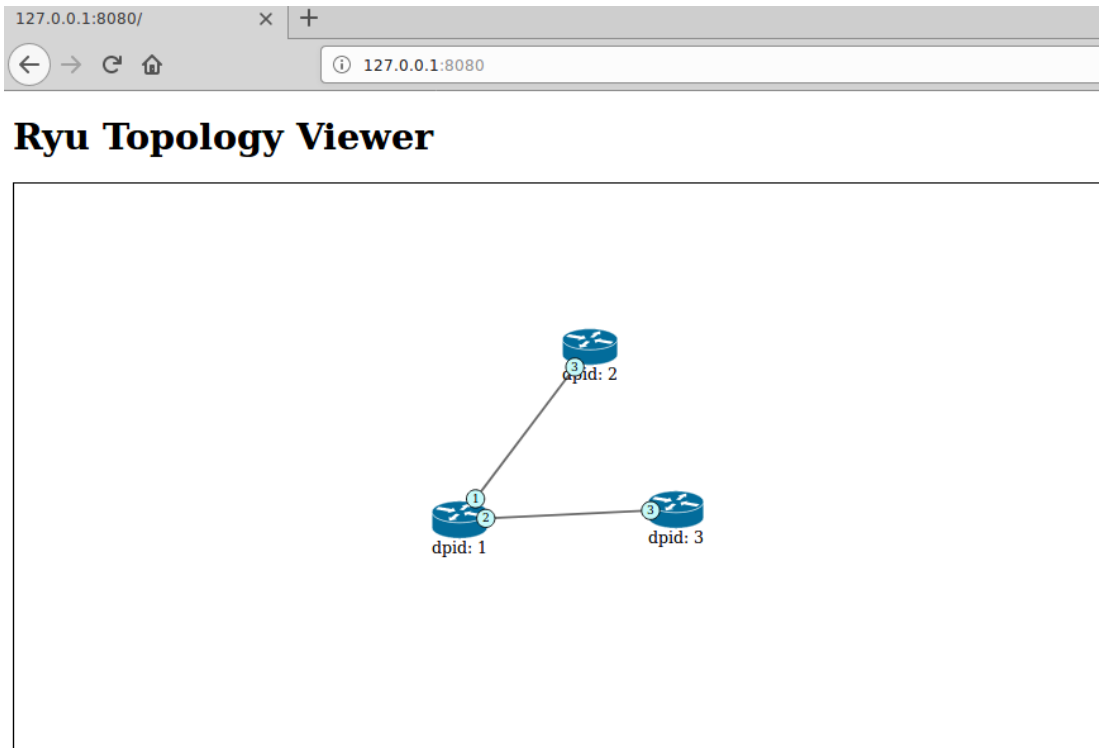 127.0.0.1:8080/
127.0.0.1:8080
Ryu Topology Viewer
3
dpid: 2
1
2
dpid: 1
3
dpid: 3